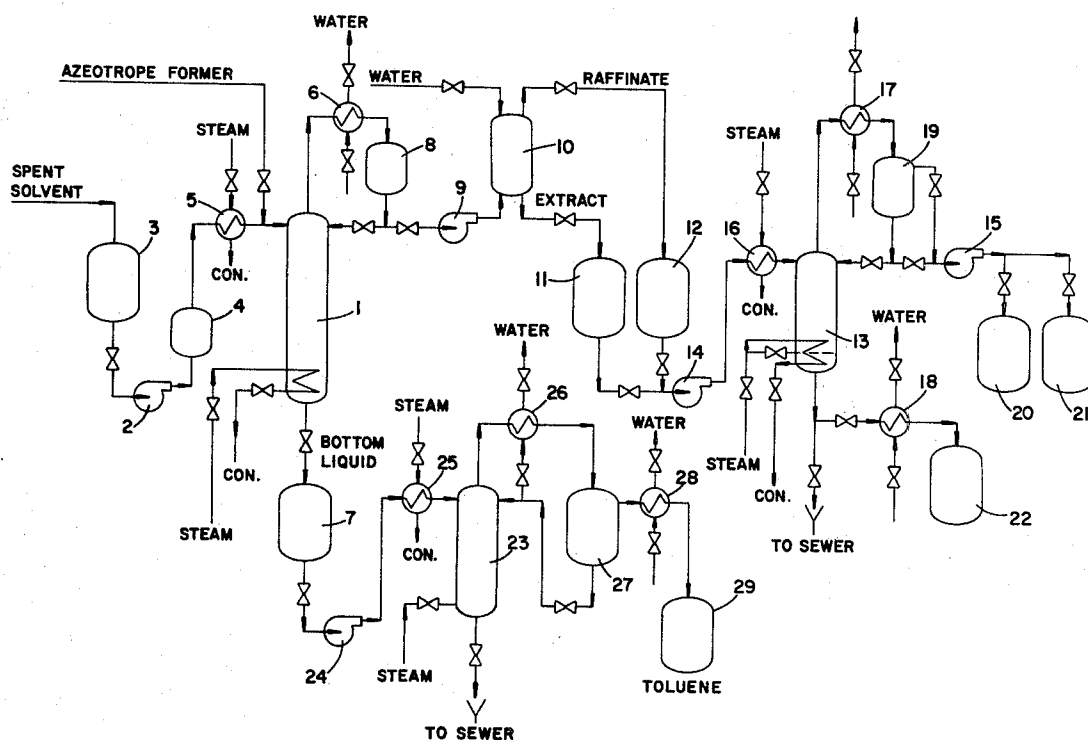 WATER
AZEOTROPE FORMER
WATER
RAFFINATE
17
6
STEAM
STEAM
19
8
10
SPENT
SOLVENT
5
9
EXTRACT
12
16
15
3
CON.
11
CON.
4
1
WATER
WATER
13
14
26
18
20
21
2
STEAM
BOTTOM
LIQUID
WATER
STEAM
CON.
25
28
CON.
7
22
STEAM
CON.
23
TO SEWER
27
29
24
STEAM
TOLUENE
TO SEWER